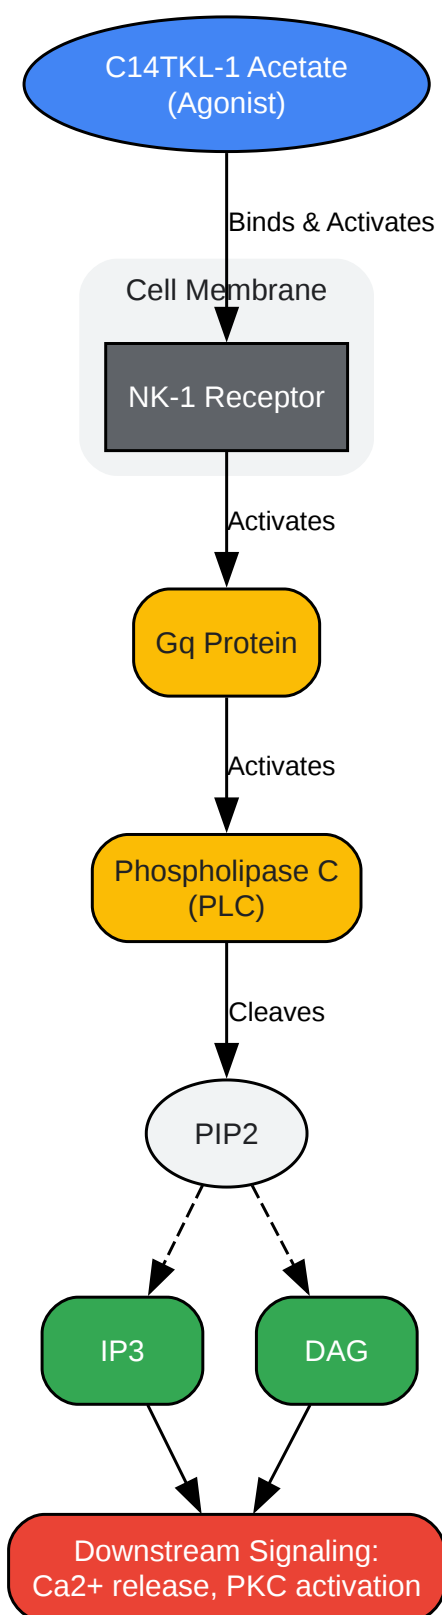 C14TKL-1 Acetate
(Agonist)
Binds & Activates
Cell Membrane
NK-1 Receptor
Activates
Gq Protein
Activates
Phospholipase C
(PLC)
Cleaves
PIP2
IP3
DAG
Downstream Signaling:
Ca2+ release, PKC activation